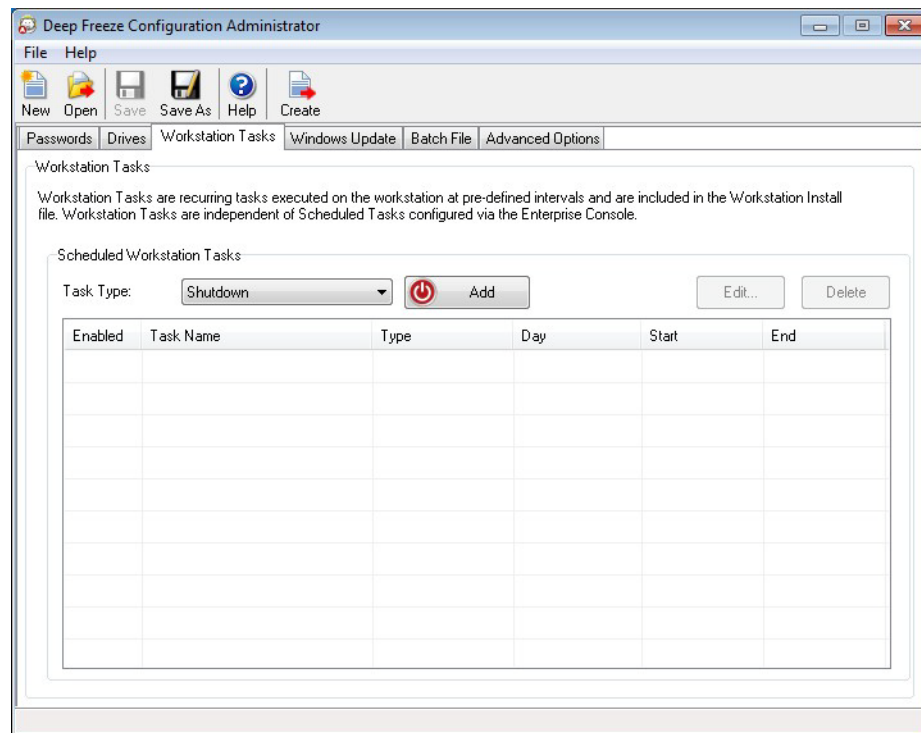 Deep Freeze Configuration Administrator
File Help
New Open Save Save As Help Create
Passwords Drives Workstation Tasks Windows Update Batch File Advanced Options
Workstation Tasks
Workstation Tasks are recurring tasks executed on the workstation at pre-defined intervals and are included in the Workstation Install
file. Workstation Tasks are independent of Scheduled Tasks configured via the Enterprise Console.
Scheduled Workstation Tasks
Task Type: Shutdown Add Edit... Delete
Enabled Task Name Type Day Start End